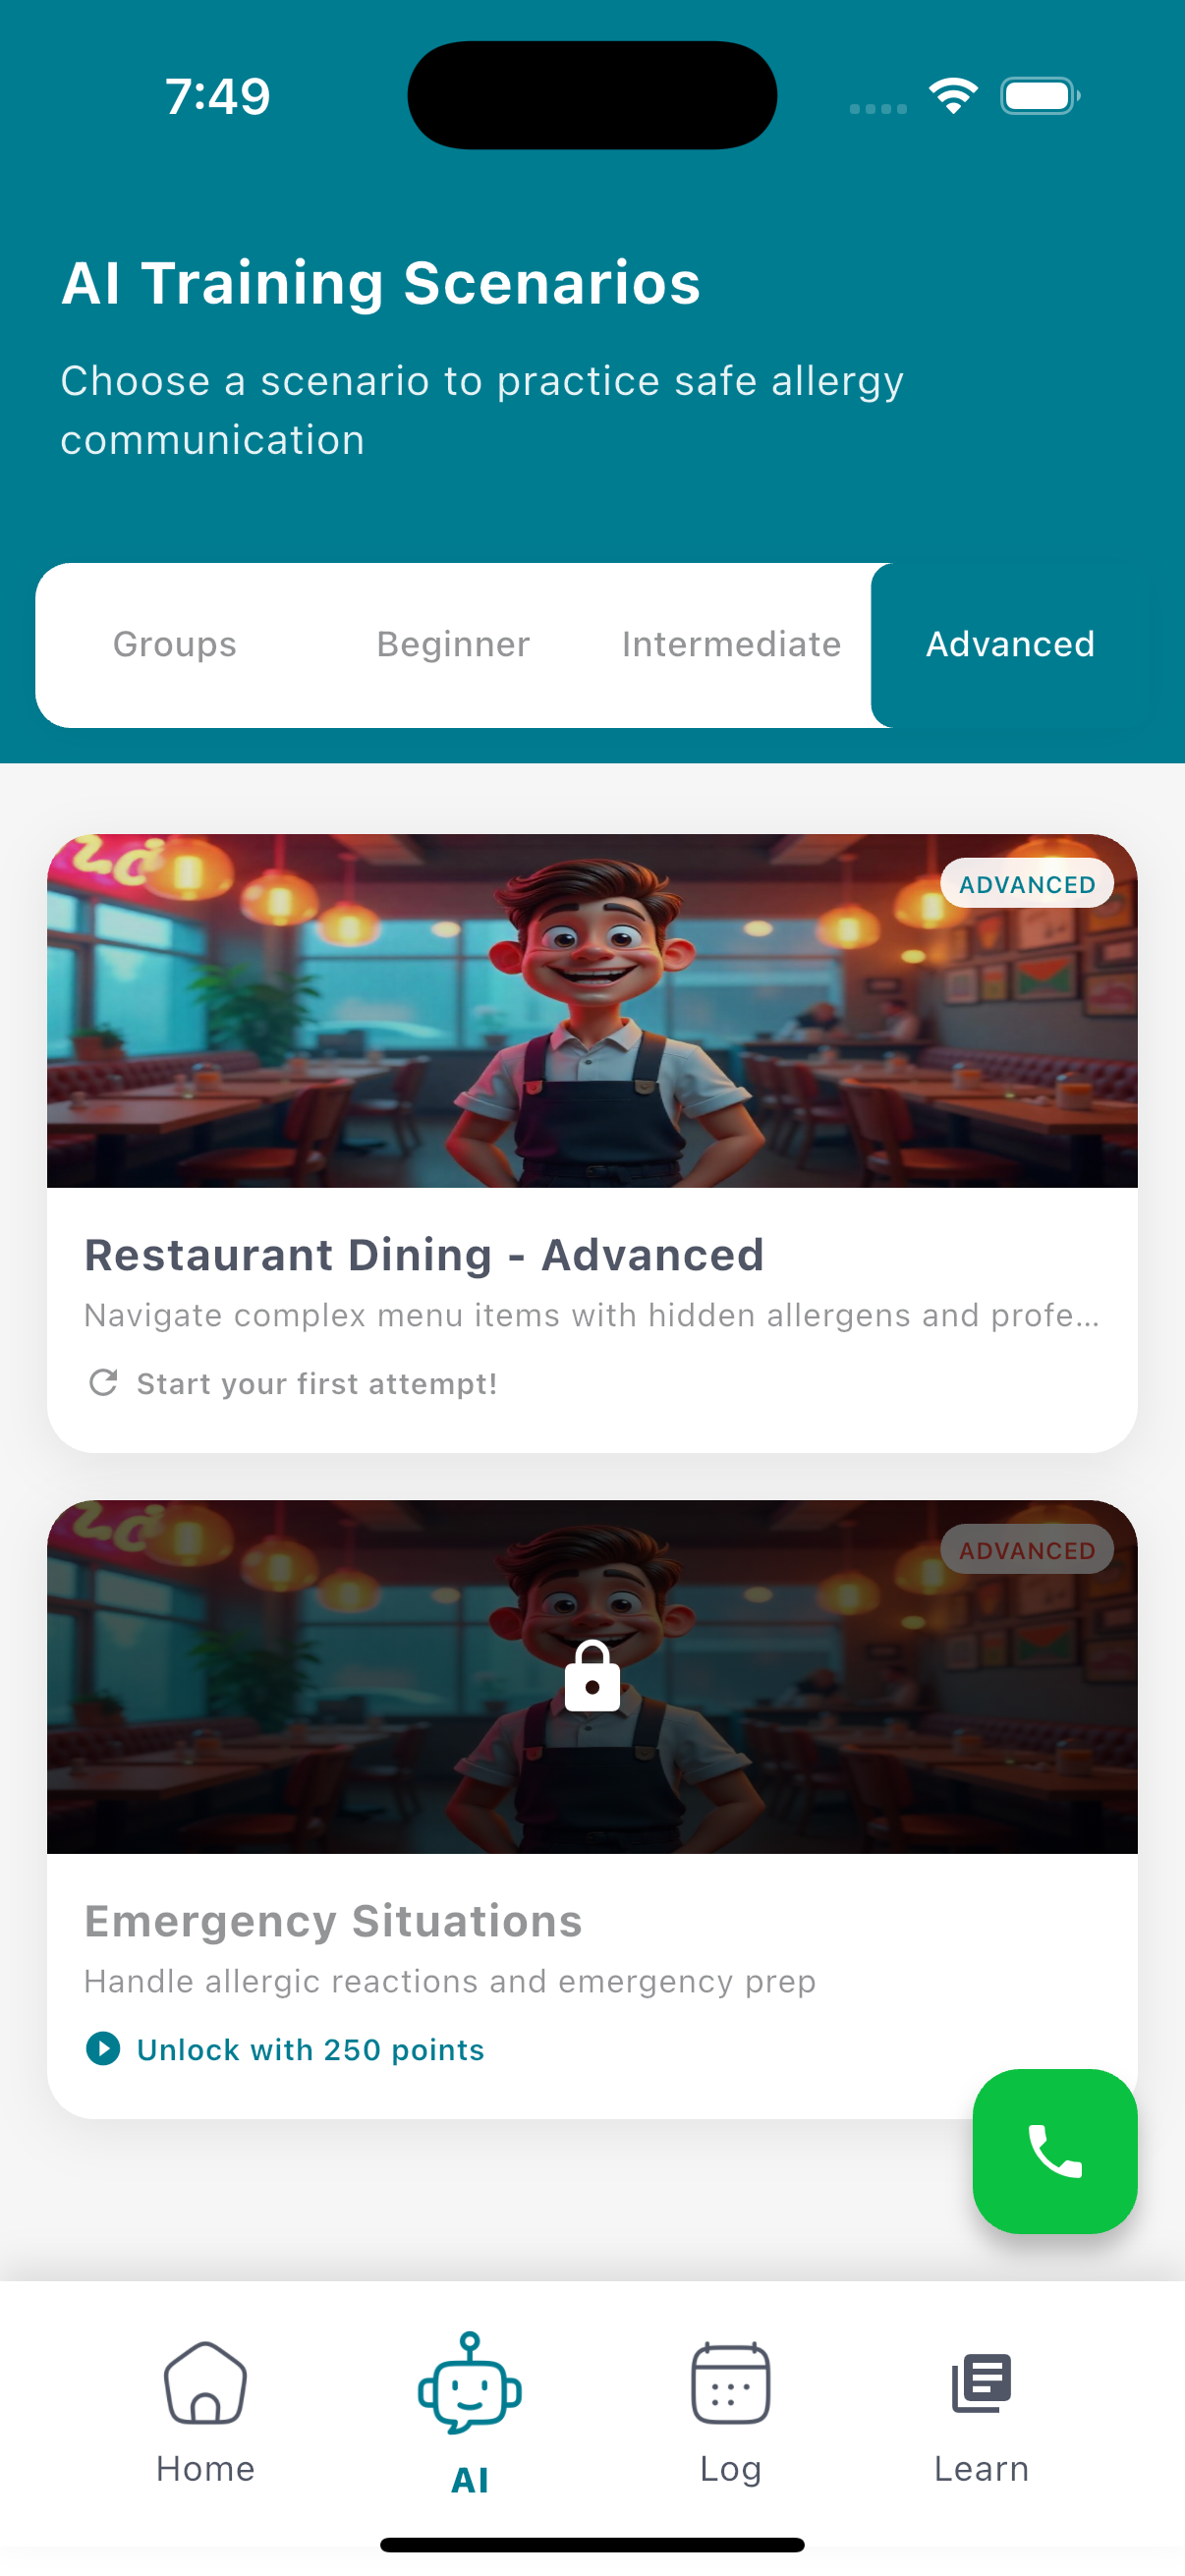 7:49
AI Training Scenarios
Choose a scenario to practice safe allergy
communication
Groups Beginner Intermediate Advanced
ADVANCED
Restaurant Dining - Advanced
Navigate complex menu items with hidden allergens and profe...
Start your first attempt!
ADVANCED
Emergency Situations
Handle allergic reactions and emergency prep
Unlock with 250 points
Home AI Log Learn